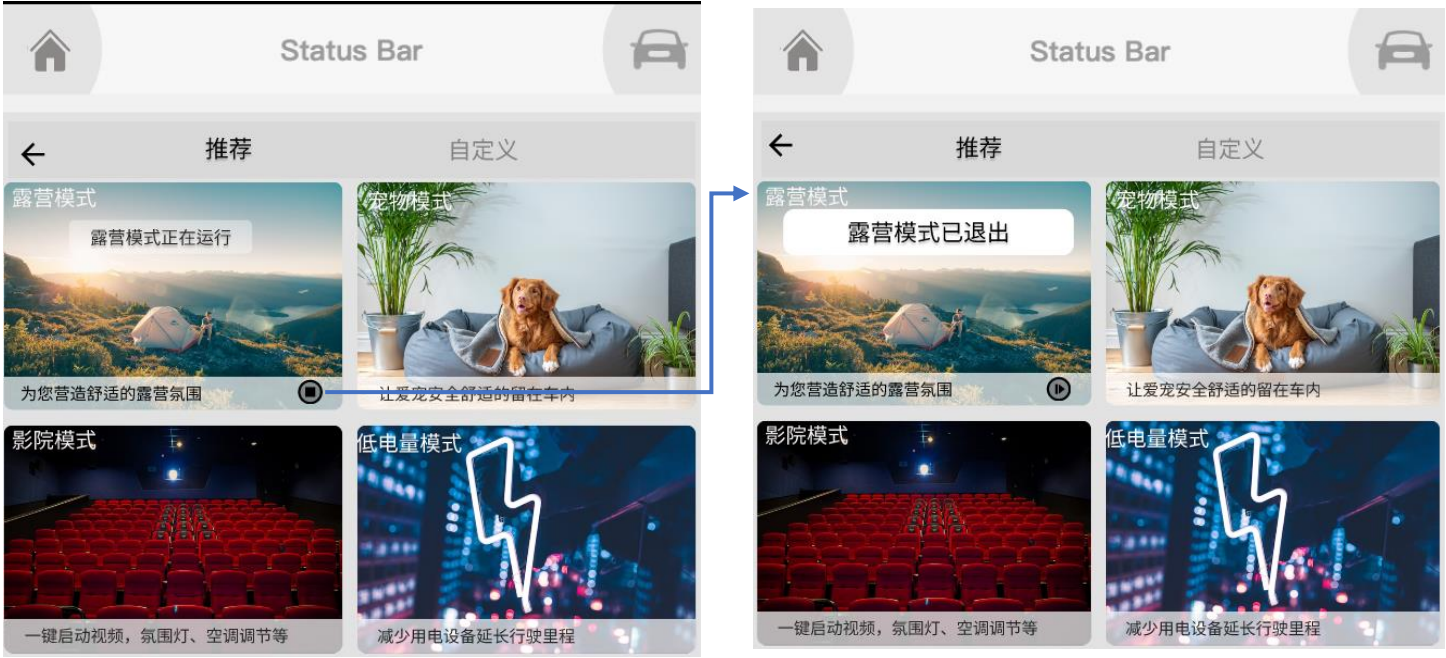 Status Bar
推荐
自定义
露营模式
宠物模式
露营模式正在运行
为您营造舒适的露营氛围
让爱宠安全舒适的留在车内
影院模式
低电量模式
一键启动视频，氛围灯、空调调节等
减少用电设备延长行驶里程
Status Bar
推荐
自定义
露营模式
宠物模式
露营模式已退出
为您营造舒适的露营氛围
让爱宠安全舒适的留在车内
影院模式
低电量模式
一键启动视频，氛围灯、空调调节等
减少用电设备延长行驶里程